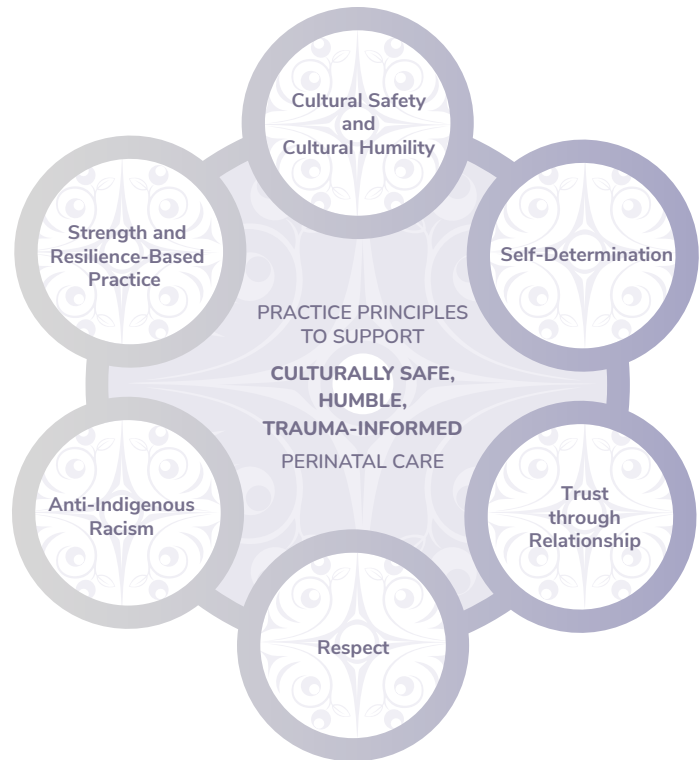 Cultural Safety
and
Cultural Humility
Self-Determination
Trust
through
Relationship
Respect
Anti-Indigenous
Racism
Strength and
Resilience-Based
Practice
PRACTICE PRINCIPLES
TO SUPPORT
CULTURALLY SAFE,
HUMBLE,
TRAUMA-INFORMED
PERINATAL CARE